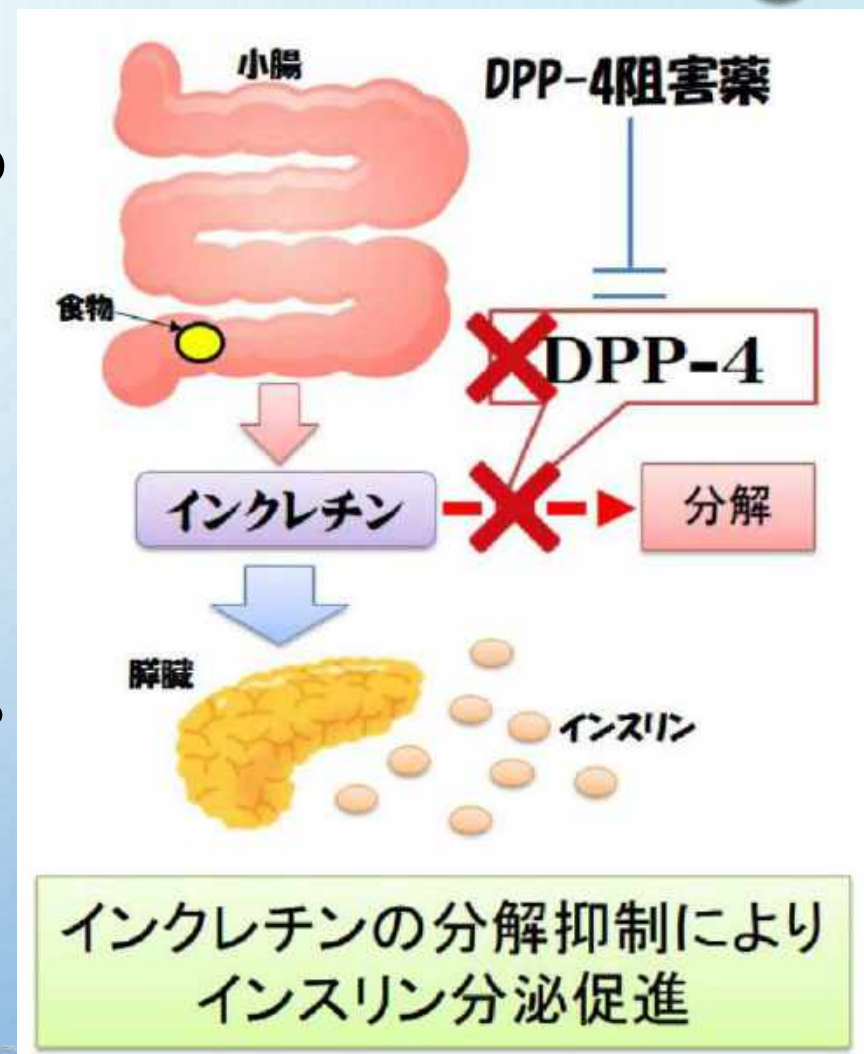 小腸
DPP-4阻害薬
食物
DPP-4
インクレチン
分解
膵臓
インスリン
インクレチンの分解抑制により
インスリン分泌促進